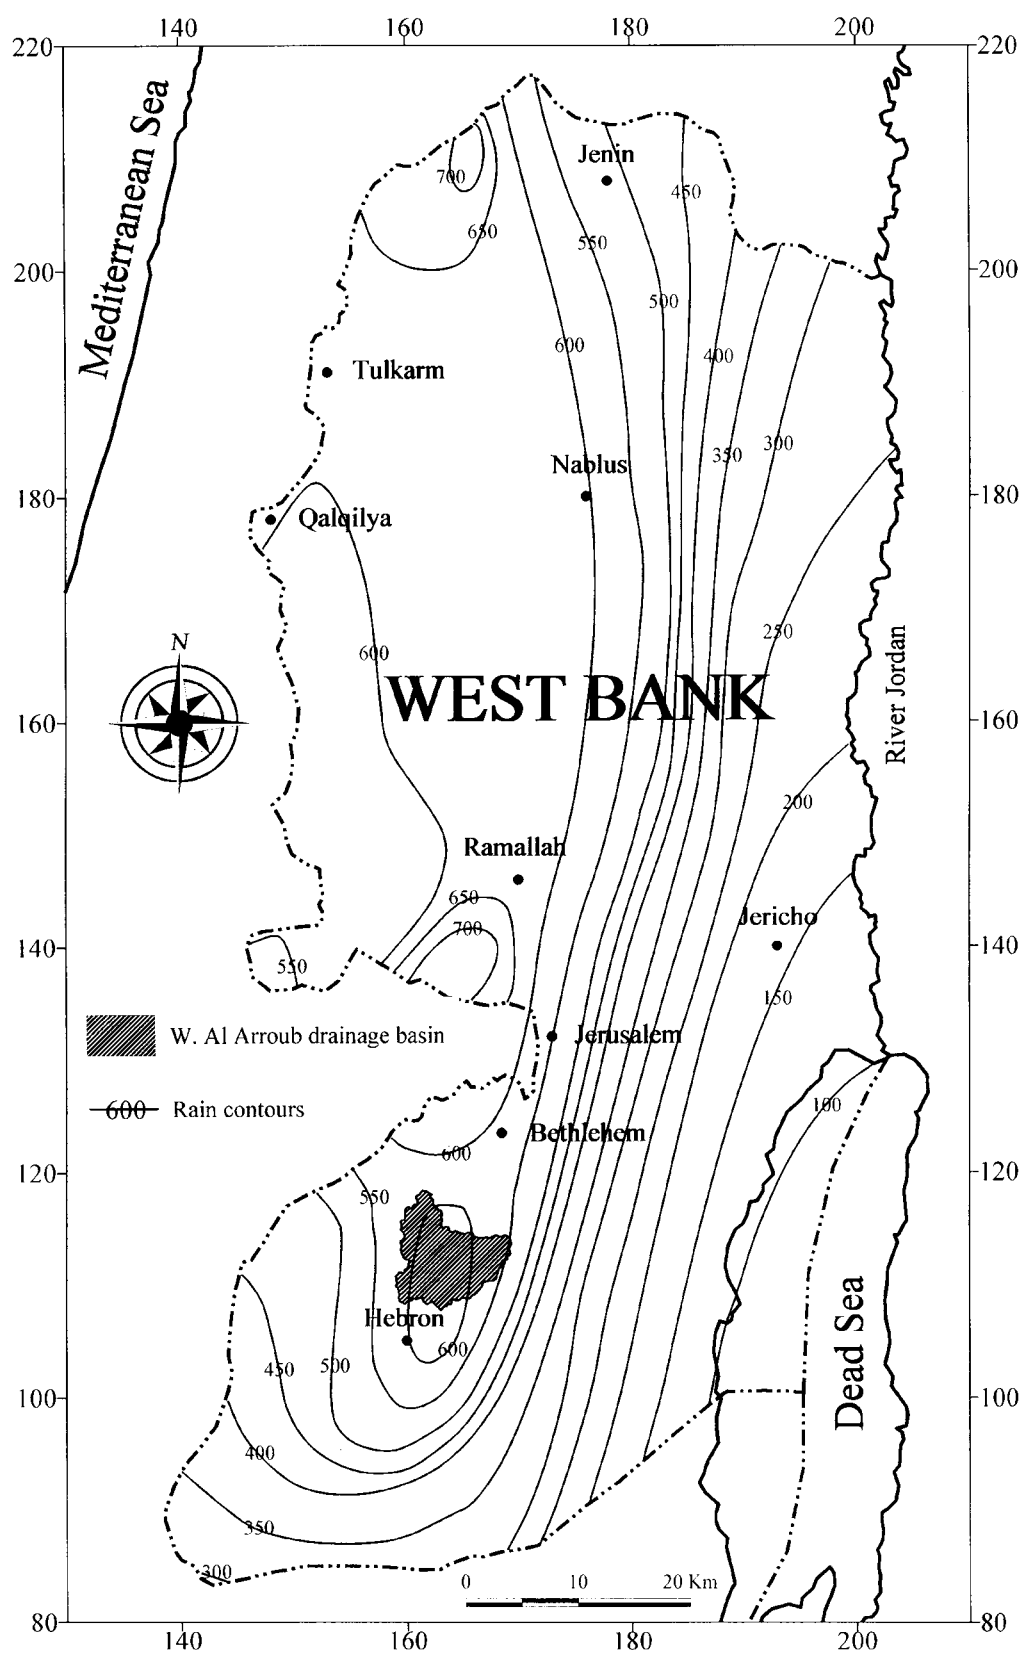 140 160 180 200
220 220
Mediterranean Sea
Jenin
700
450
650
550
200 200
500
600
400
Tulkarm
300
350
Nablus
180 180
Qalqilya
250
N
600
River Jordan
WEST BANK
160 160
200
Ramallah
650
Jericho
700
140 140
550
150
W. Al Arroub drainage basin
Jerusalem
600 Rain contours
100
Bethlehem
600
120 120
550
Hebron
Dead Sea
600
500
450
100 100
400
350
300
0 10 20 Km
80 80
140 160 180 200